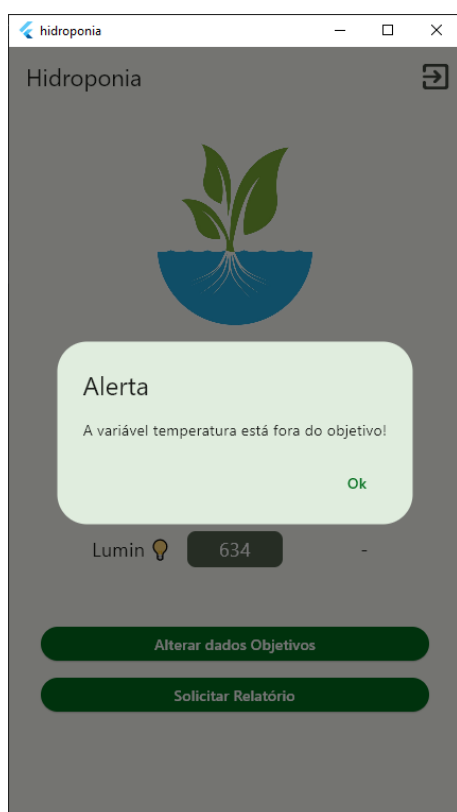 hidroponia
Hidroponia
Alerta
A variável temperatura está fora do objetivo!
Ok
Lumin 634 -
Alterar dados Objetivos
Solicitar Relatório